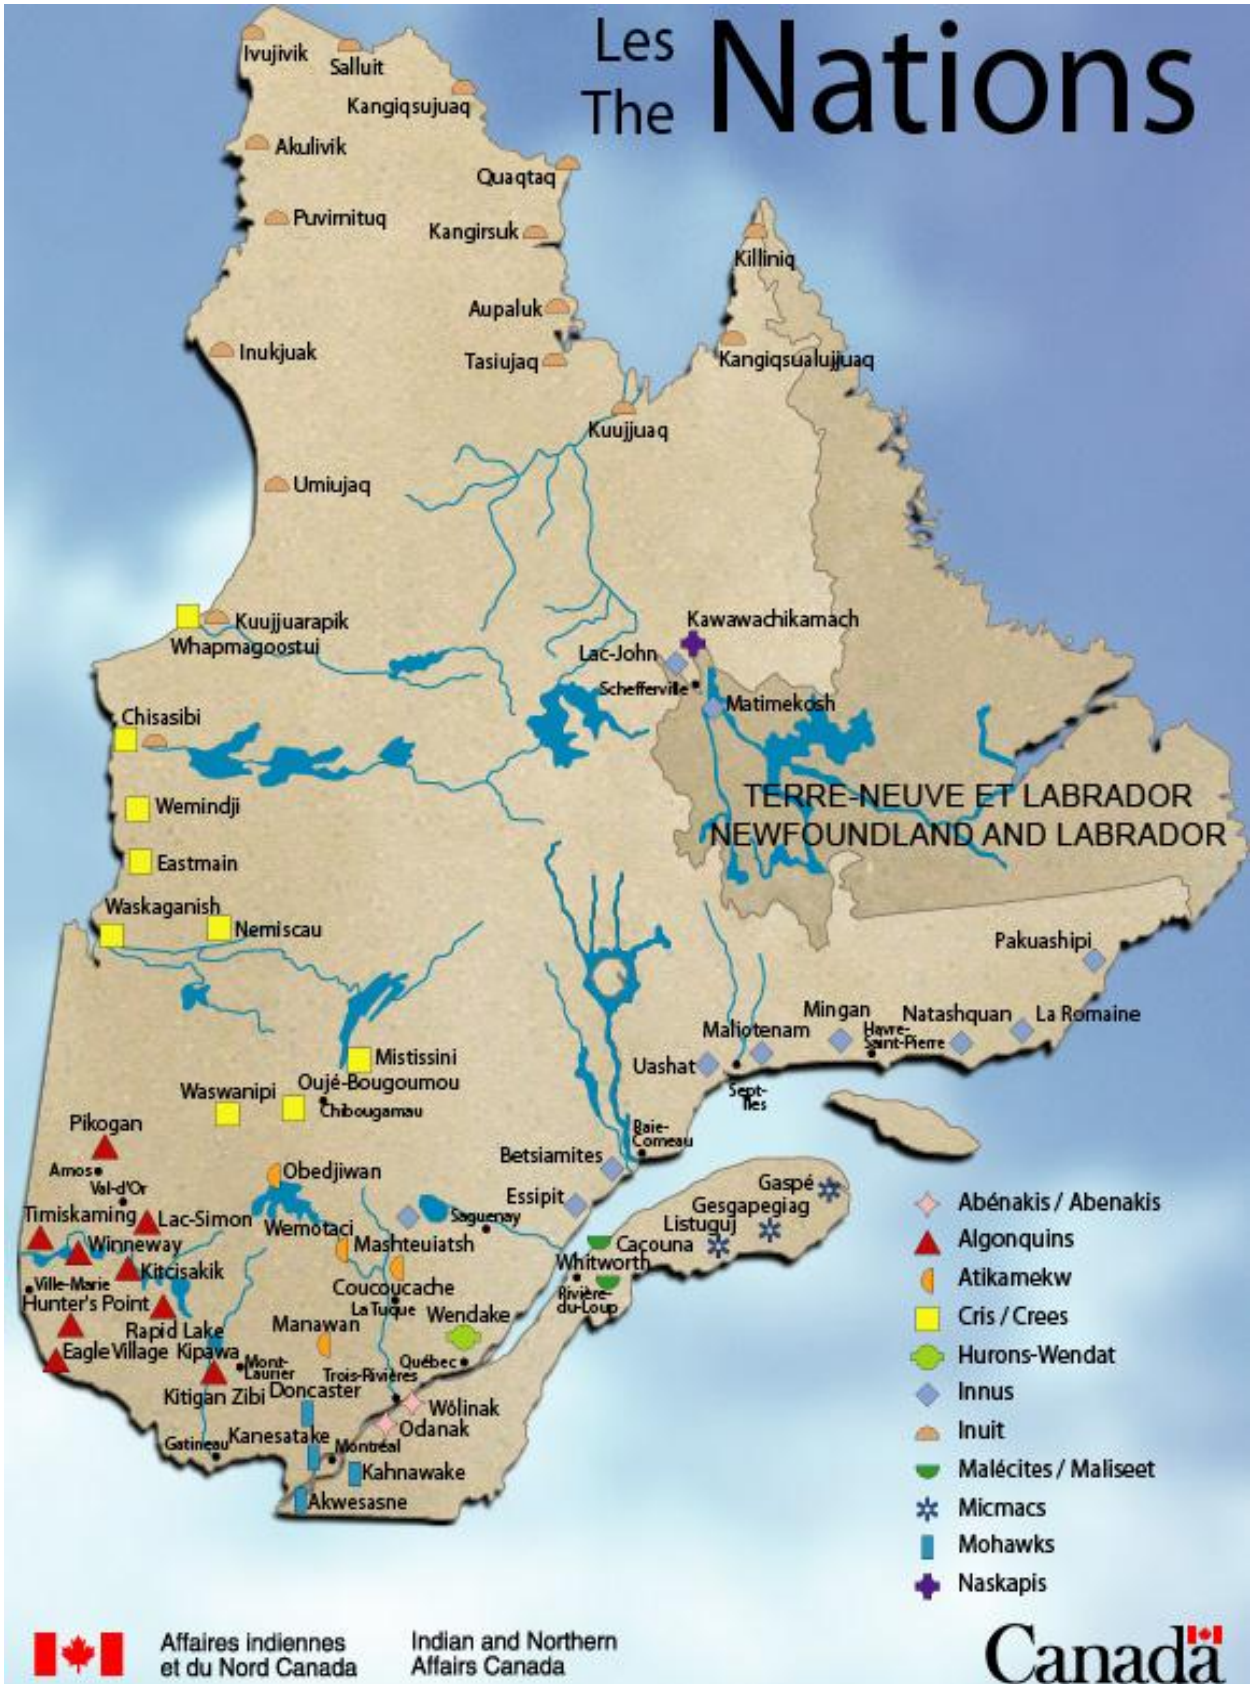 Les
The
Nations
Ivujivik
Salluit
Kangiqsujuaq
Akulivik
Quaqtaq
Puvirnituq
Kangirsuk
Killiniq
Aupaluk
Inukjuak
Tasiujaq
Kangiqsualujjuaq
Kuujjuaq
Umiujaq
Kuujjuarapik
Whapmagoostui
Kawawachikamach
Lac-John
Schefferville
Matimekosh
Chisasibi
Wemindji
TERRE-NEUVE ET LABRADOR
NEWFOUNDLAND AND LABRADOR
Eastmain
Waskaganish
Nemiscau
Pakuashipi
Mingan
Natashquan
La Romaine
Maliotenam
Havre-
Saint-Pierre
Uashat
Sept-
Îles
Mistissini
Oujé-Bougoumou
Waswanipi
Chibougamau
Pikogan
Baie-
Comeau
Betsiamites
Amos
Obedjiwan
Val-d'Or
Essipit
Gaspé
Gesgapegiag
Timiskaming
Lac-Simon
Wemotaci
Saguenay
Listuguj
Winneway
Mashteuiatsh
Cacouna
Kitcisakik
Whitworth
Ville-Marie
Coucoucache
Rivière-
du-Loup
Hunter's Point
La Tuque
Wendake
Rapid Lake
Manawan
Eagle Village Kipawa
Mont-
Laurier
Québec
Trois-Rivières
Kitigan Zibi
Doncaster
Wôlinak
Odanak
Kanesatake
Gatineau
Montréal
Kahnawake
Akwesasne
Abénakis / Abenakis
Algonquins
Atikamekw
Cris / Crees
Hurons-Wendat
Innus
Inuit
Malécites / Maliseet
Micmacs
Mohawks
Naskapis
Affaires indiennes
et du Nord Canada
Indian and Northern
Affairs Canada
Canada